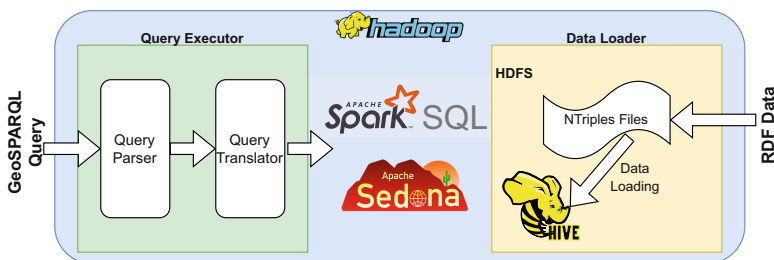 hadoop
Query Executor
Data Loader
GeoSPARQL
Query
Query
Parser
Query
Translator
APACHE
Spark™ SQL
Apache
Sedona
HDFS
NTriples Files
Data
Loading
HIVE
RDF Data